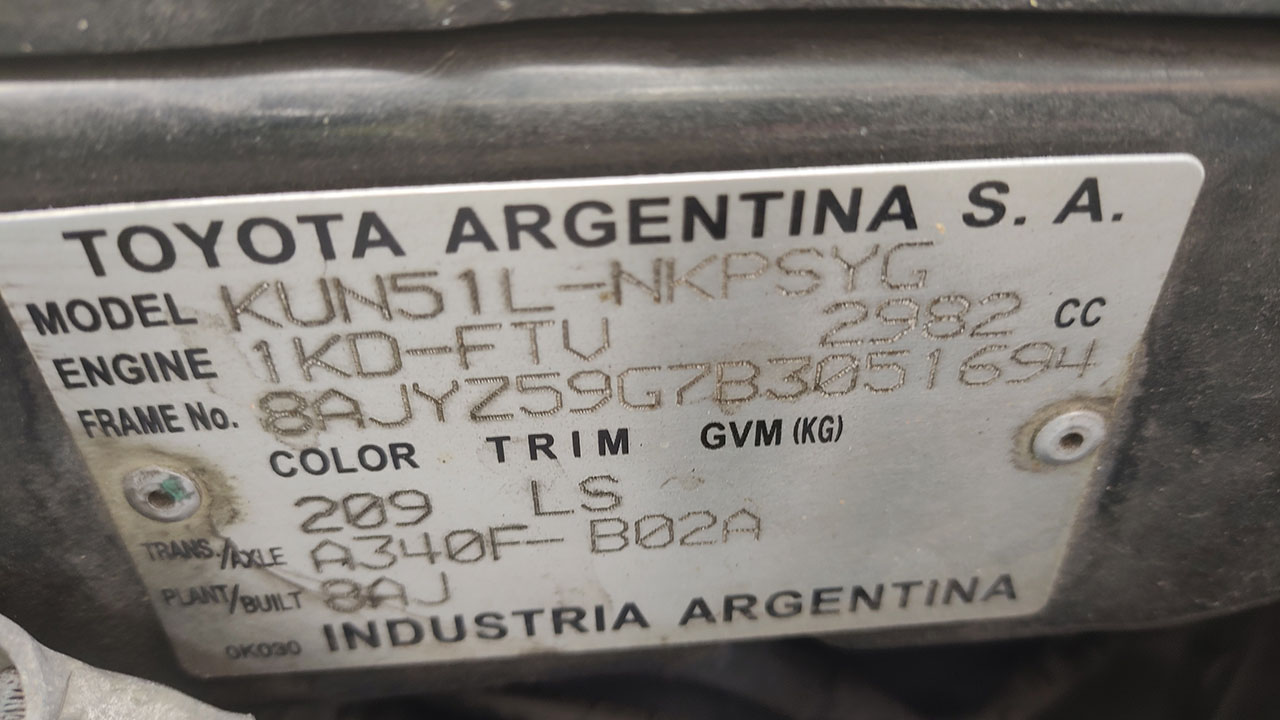 TOYOTA ARGENTINA S. A.
MODEL KUN51L-NKPSYG
ENGINE 1KD-FTV 2982 CC
FRAME No. 8AJYZ59G7B3051694
COLOR TRIM GVM (KG)
209 LS
TRANS./AXLE A340F- B02A
PLANT/BUILT 8AJ
0K030 INDUSTRIA ARGENTINA